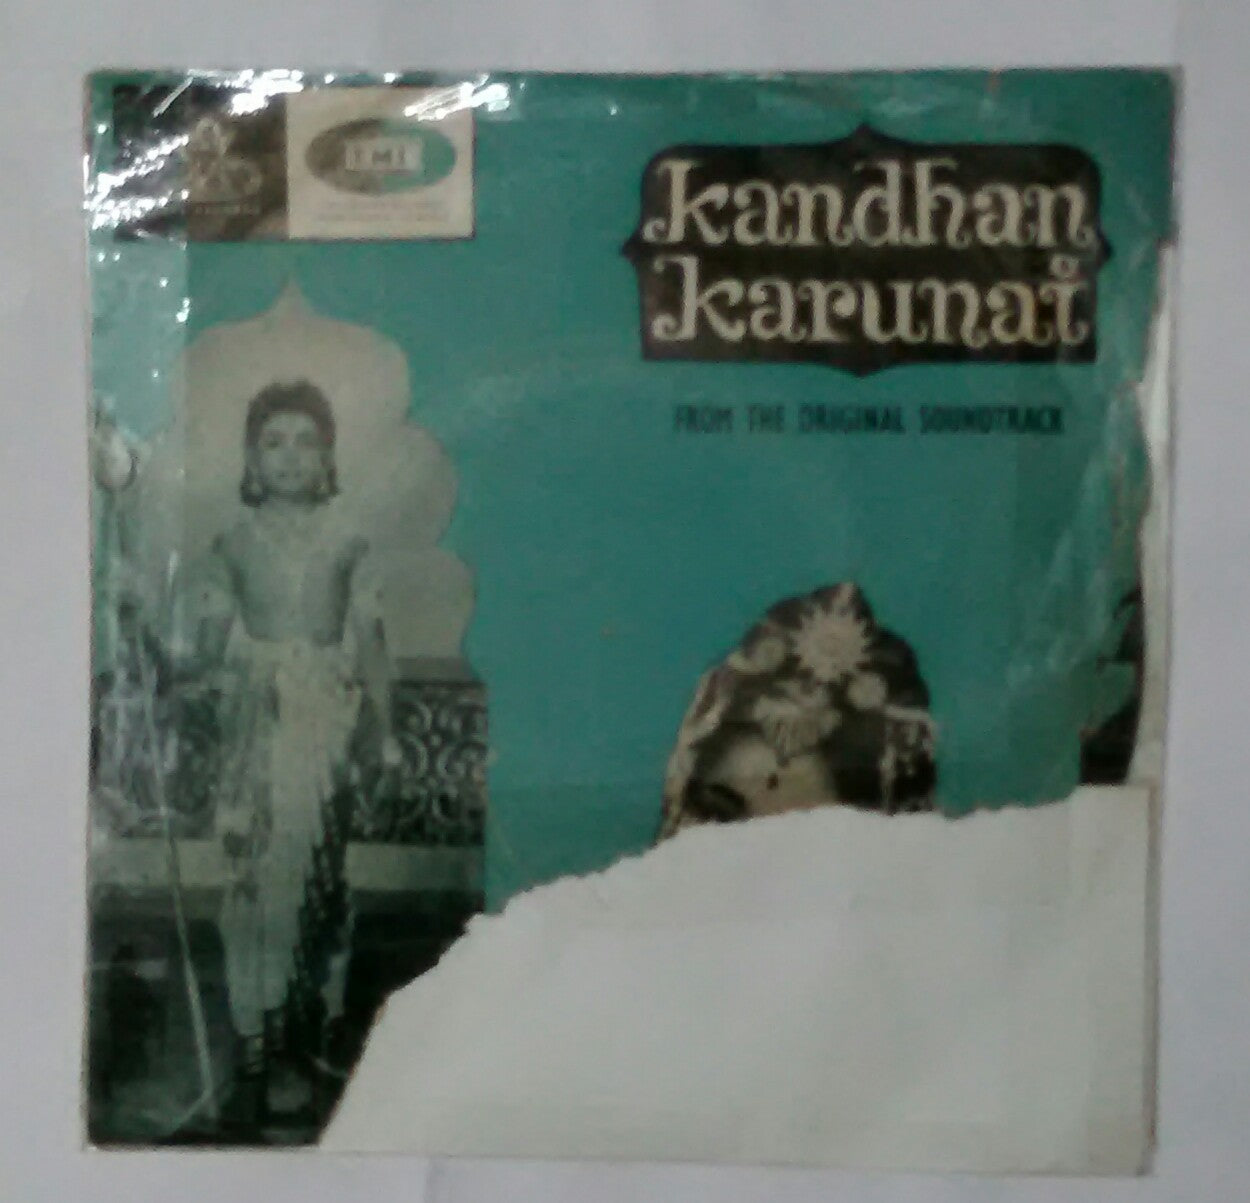 EMI
kandhan
karunai
FROM THE ORIGINAL SOUNDTRACK